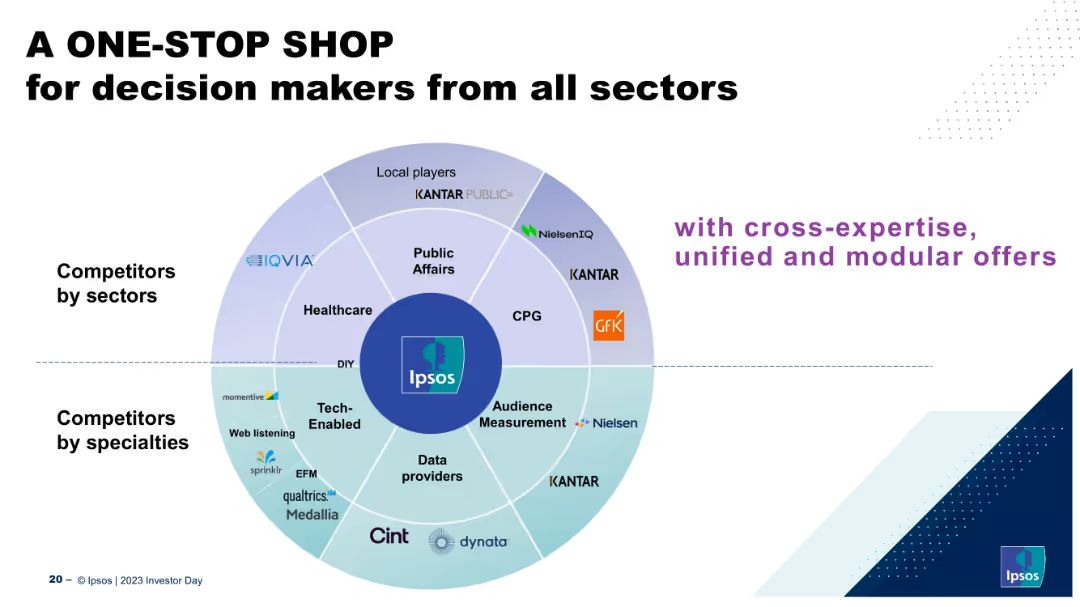 A ONE-STOP SHOP
for decision makers from all sectors
Local players
KANTAR PUBLIC
NielsenIQ
with cross-expertise,
unified and modular offers
IQVIA
Public
Affairs
KANTAR
Competitors
by sectors
Healthcare
CPG
GfK
DIY
Ipsos
momentive
Competitors
by specialties
Tech-
Enabled
Audience
Measurement
Nielsen
Web listening
sprinklr
EFM
Data
providers
KANTAR
qualtrics.XM
Medallia
Cint
dynata
20 – © Ipsos | 2023 Investor Day
Ipsos